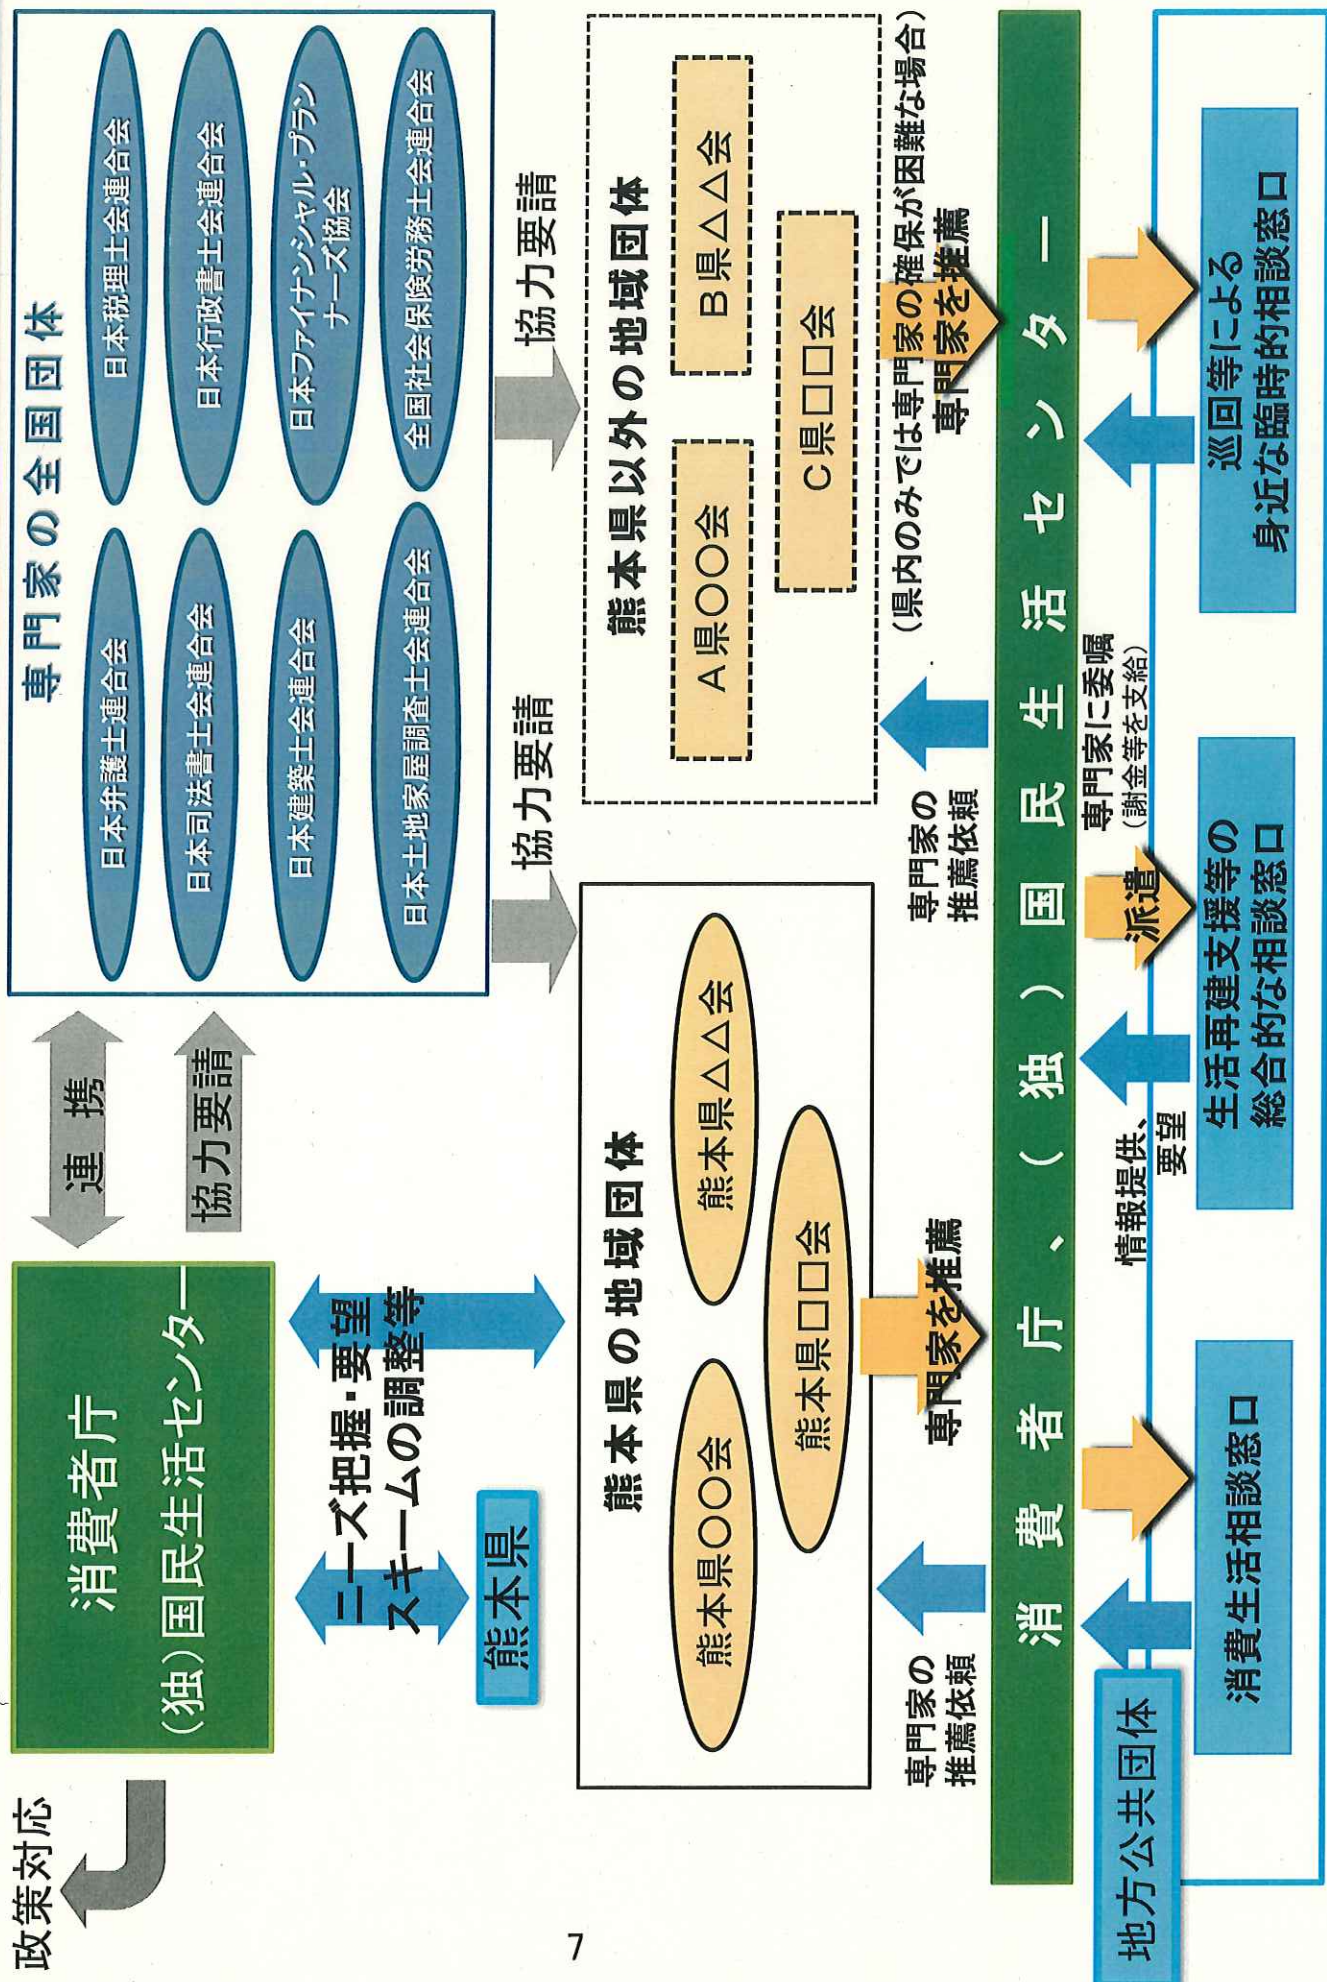 政策対応
消費者庁
(独)国民生活センター
連携
協力要請
専門家の全国団体
日本弁護士連合会
日本税理士会連合会
日本司法書士会連合会
日本行政書士会連合会
日本建築士会連合会
日本ファイナンシャル・プラン
ナーズ協会
日本土地家屋調査士会連合会
全国社会保険労務士会連合会
ニーズ把握・要望
スキームの調整等
熊本県
協力要請
協力要請
熊本県の地域団体
熊本県○○会
熊本県△△会
熊本県□□会
熊本県以外の地域団体
A県○○会
B県△△会
C県□□会
(県内のみでは専門家の確保が困難な場合)
専門家の
推薦依頼
専門家を推薦
専門家の
推薦依頼
専門家を推薦
消費者庁、(独)国民生活センター
地方公共団体
情報提供、
要望
派遣
専門家に委嘱
(謝金等を支給)
消費生活相談窓口
生活再建支援等の
総合的な相談窓口
巡回等による
身近な臨時的相談窓口
7